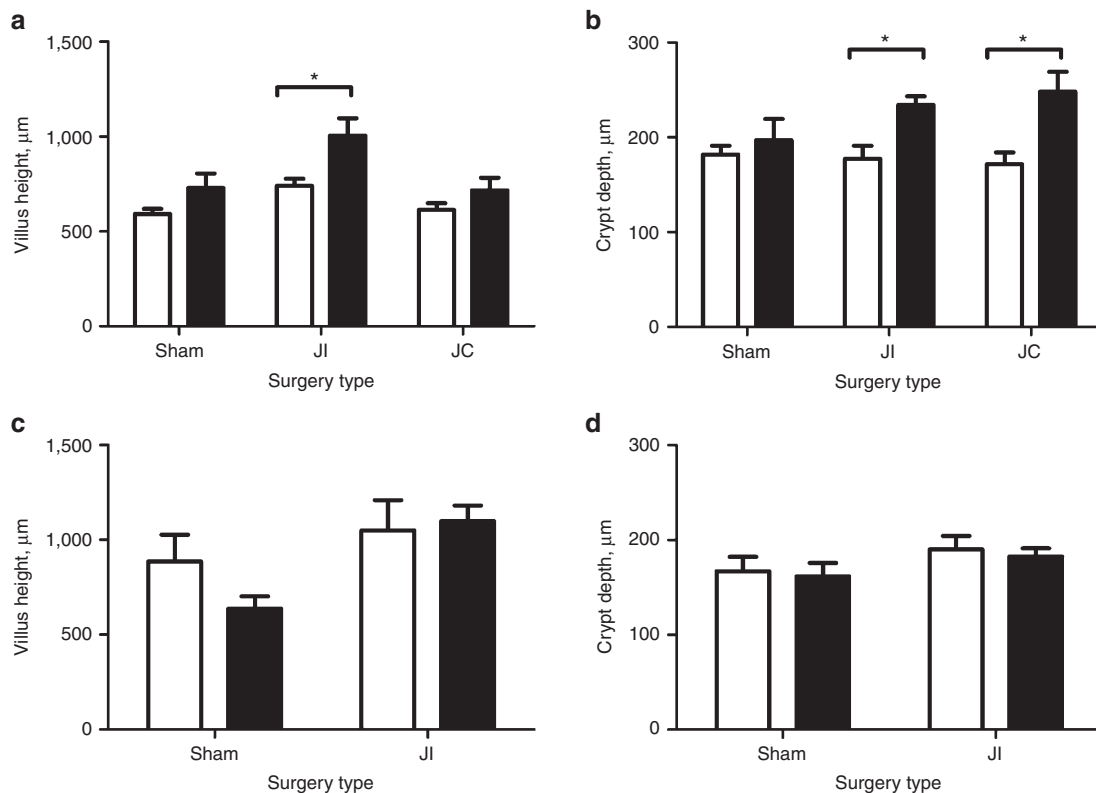 a
1,500
1,000
500
0
Villus height, μm
*
Sham
JI
JC
Surgery type
b
300
200
100
0
Crypt depth, μm
*
*
Sham
JI
JC
Surgery type
c
1,500
1,000
500
0
Villus height, μm
Sham
JI
Surgery type
d
300
200
100
0
Crypt depth, μm
Sham
JI
Surgery type